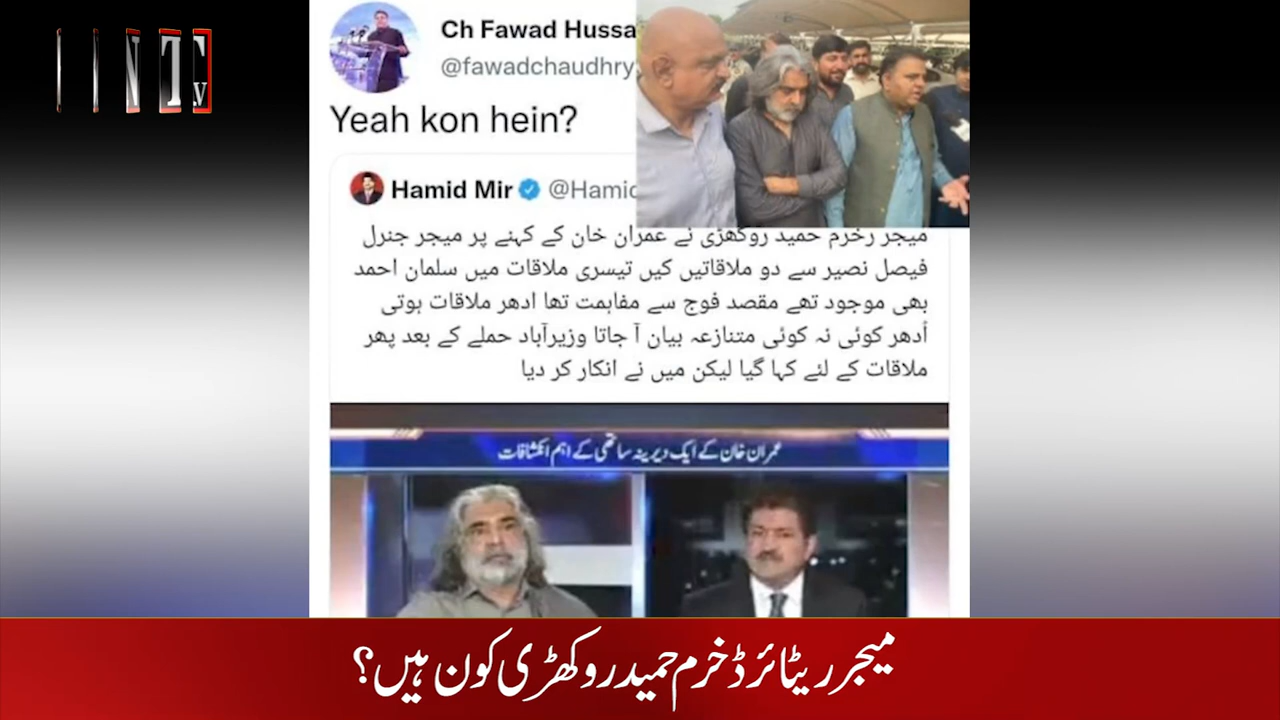 INTV
Ch Fawad Hussa
@fawadchaudhry
Yeah kon hein?
Hamid Mir @Hamid
میجر رخرم حمید روکھڑی نے عمران خان کے کہنے پر میجر جنرل
فیصل نصیر سے دو ملاقاتیں کیں تیسری ملاقات میں سلمان احمد
بھی موجود تھے مقصد فوج سے مفاہمت تھا ادھر ملاقات ہوتی
اُدھر کوئی نہ کوئی متنازعہ بیان آ جاتا وزیرآباد حملے کے بعد پھر
ملاقات کے لئے کہا گیا لیکن میں نے انکار کر دیا
عمران خان کے ایک دیرینہ ساتھی کے اہم انکشافات
میجر ریٹائرڈ خرم حمید روکھڑی کون ہیں؟